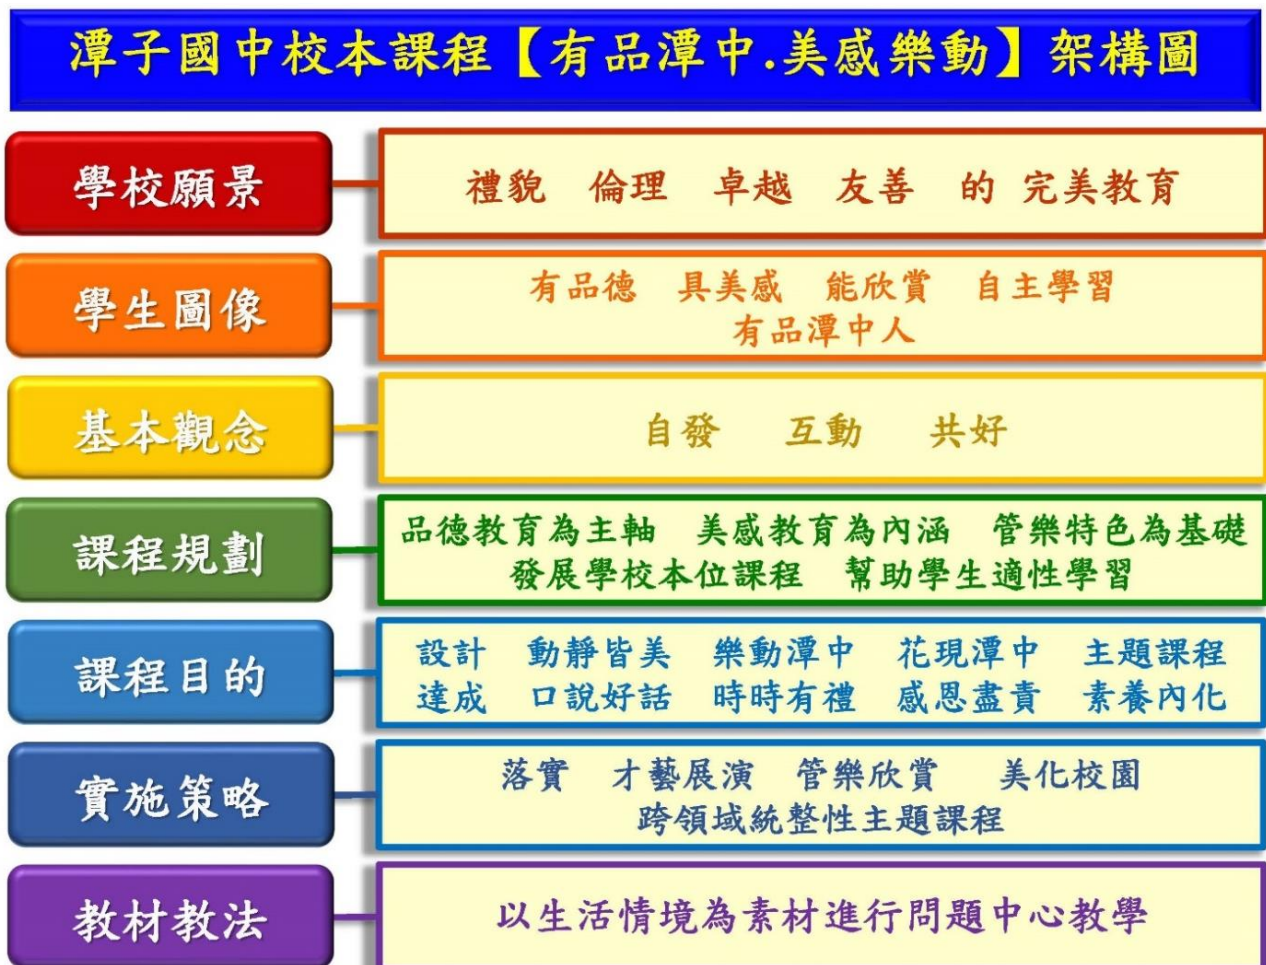 潭子國中校本課程【有品潭中.美感樂動】架構圖
學校願景
禮貌 倫理 卓越 友善 的 完美教育
學生圖像
有品德 具美感 能欣賞 自主學習
有品潭中人
基本觀念
自發 互動 共好
課程規劃
品德教育為主軸 美感教育為內涵 管樂特色為基礎
發展學校本位課程 幫助學生適性學習
課程目的
設計 動靜皆美 樂動潭中 花現潭中 主題課程
達成 口說好話 時時有禮 感恩盡責 素養內化
實施策略
落實 才藝展演 管樂欣賞 美化校園
跨領域統整性主題課程
教材教法
以生活情境為素材進行問題中心教學